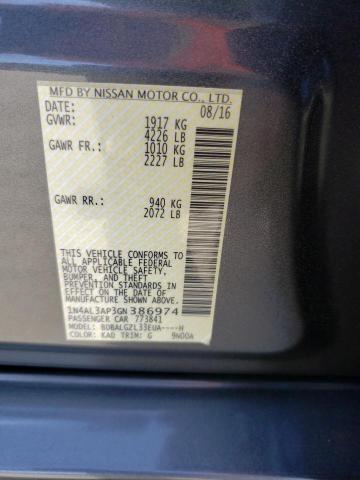 MFD BY NISSAN MOTOR CO., LTD.
DATE: 08/16
GVWR: 1917 KG
4226 LB
GAWR FR.: 1010 KG
2227 LB
GAWR RR.: 940 KG
2072 LB
THIS VEHICLE CONFORMS TO
ALL APPLICABLE FEDERAL
MOTOR VEHICLE SAFETY,
BUMPER, AND THEFT
PREVENTION STANDARDS IN
EFFECT ON THE DATE OF
MANUFACTURE SHOWN ABOVE.
1N4AL3AP3GN386974
PASSENGER CAR 773841
MODEL: BDBALGZL33EUA----H
COLOR: KAD TRIM: G 9N00A